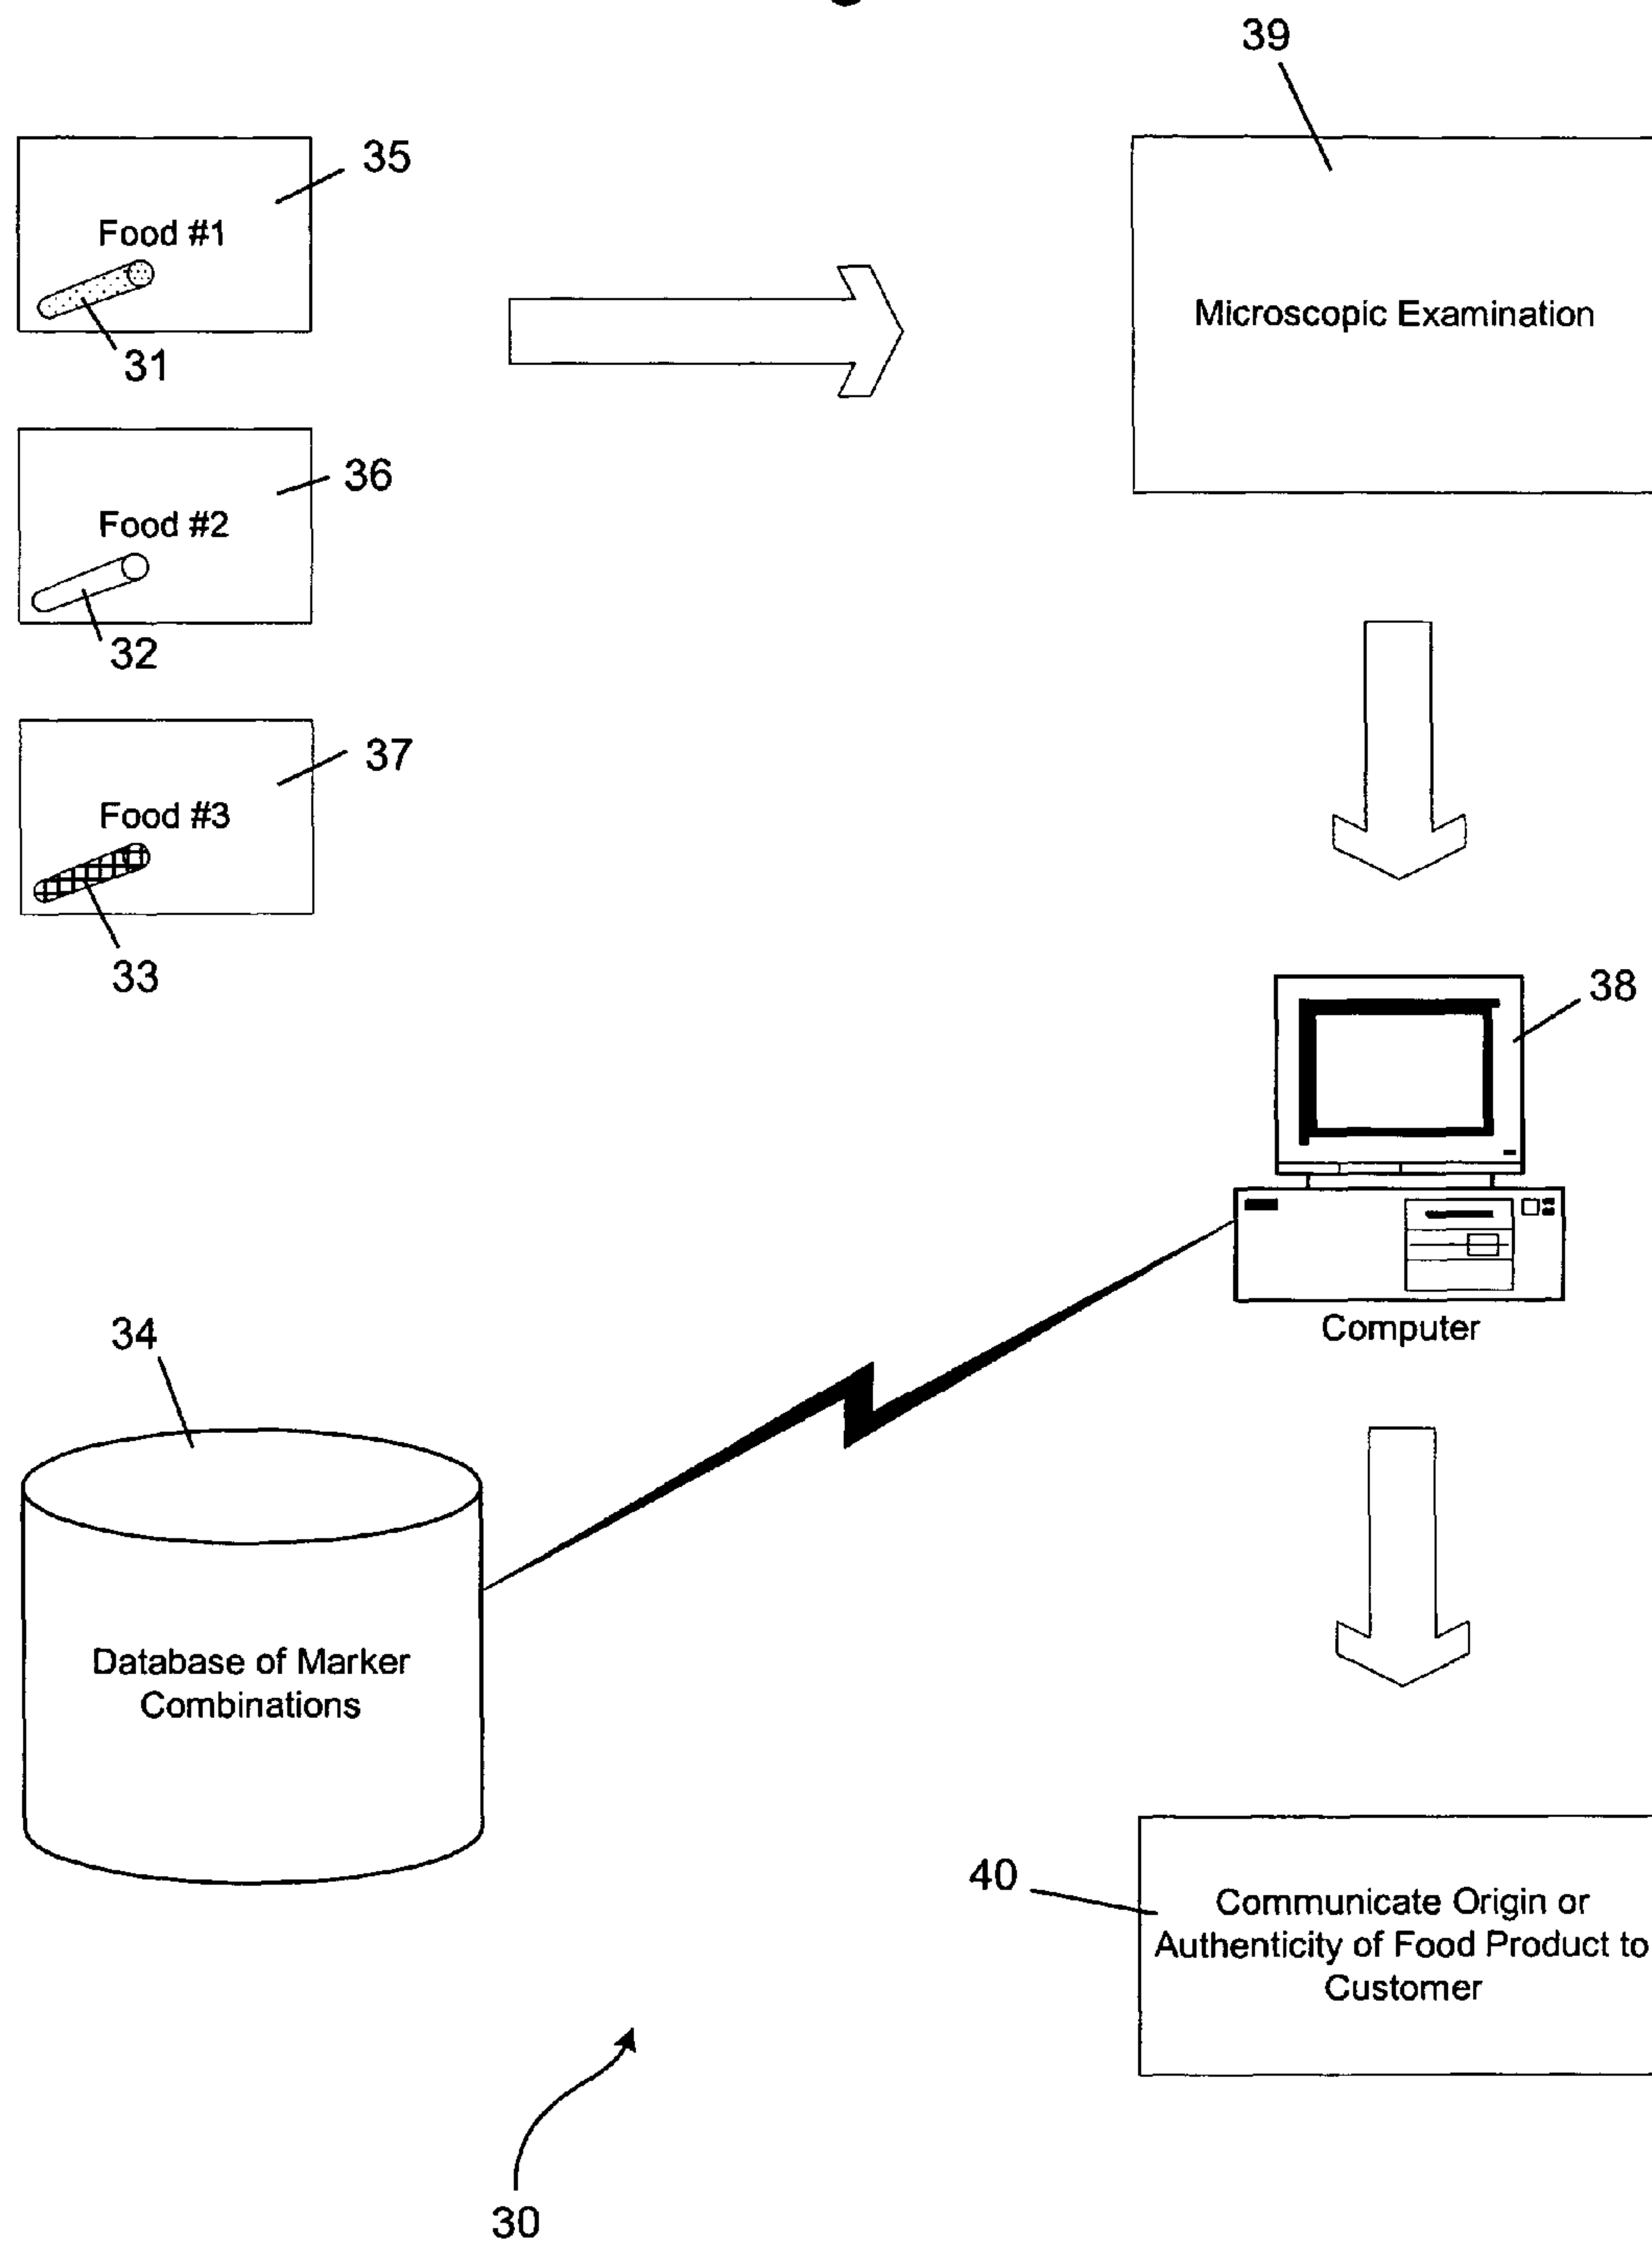 39
35
Food #1
31
Microscopic Examination
36
Food #2
32
37
Food #3
33
38
Computer
34
Database of Marker
Combinations
40
Communicate Origin or
Authenticity of Food Product to
Customer
30